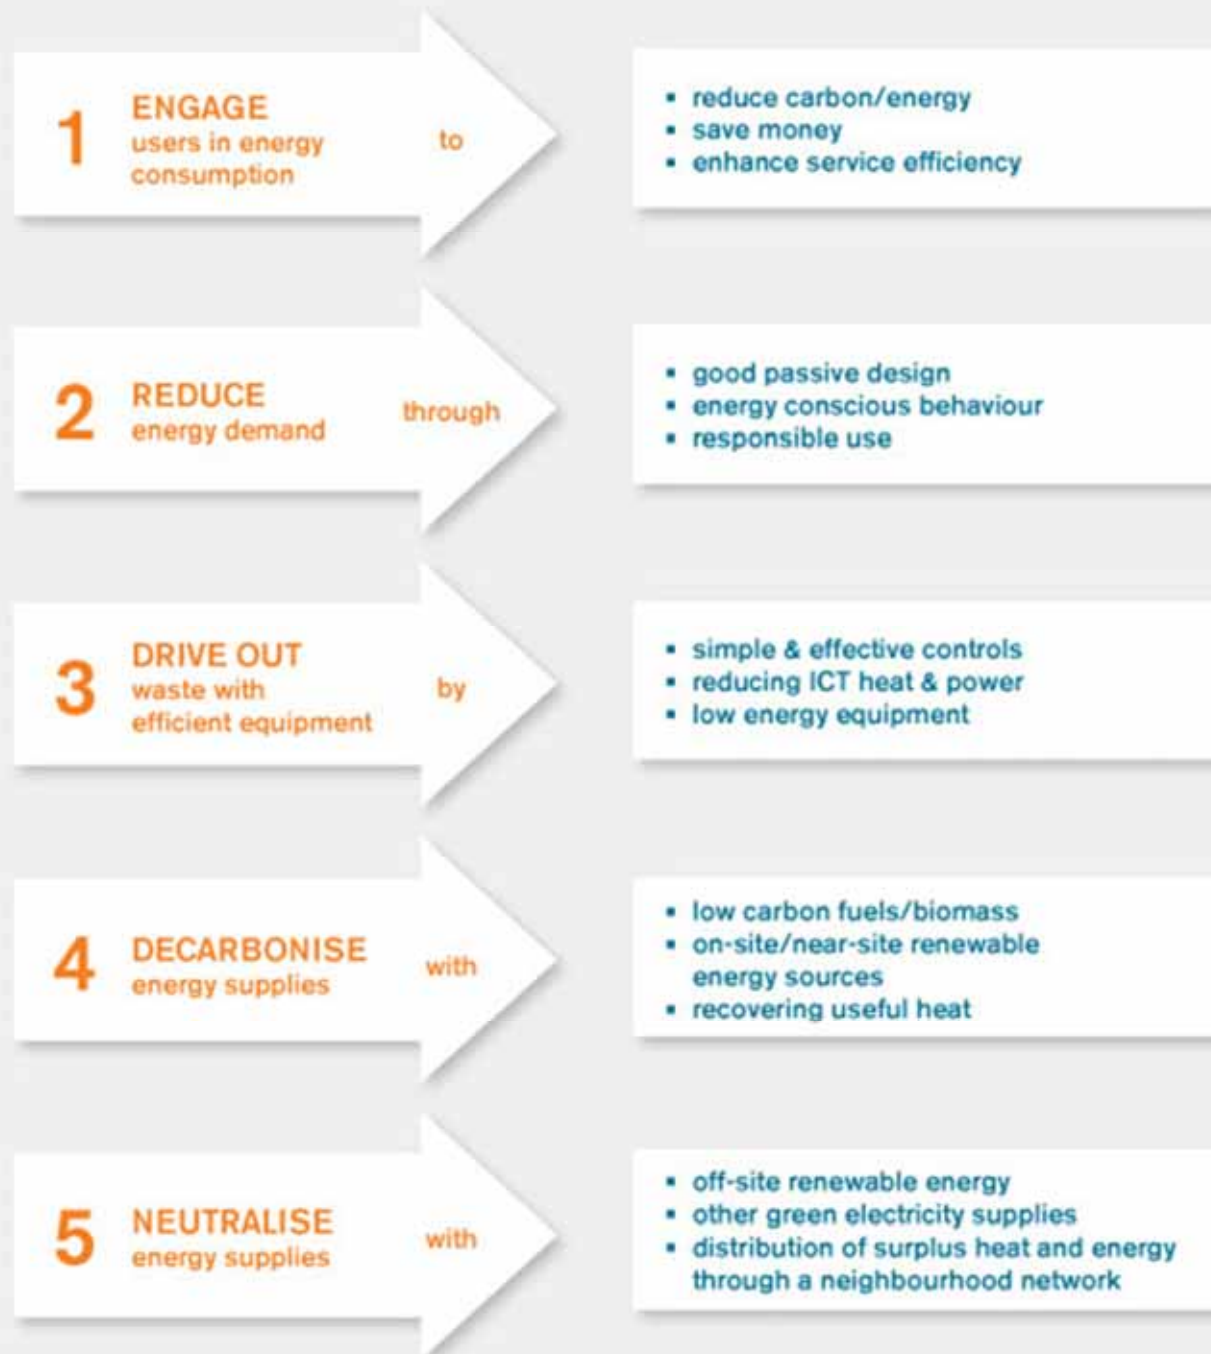 1 ENGAGE
users in energy
consumption
to
▪ reduce carbon/energy
▪ save money
▪ enhance service efficiency
2 REDUCE
energy demand
through
▪ good passive design
▪ energy conscious behaviour
▪ responsible use
3 DRIVE OUT
waste with
efficient equipment
by
▪ simple & effective controls
▪ reducing ICT heat & power
▪ low energy equipment
4 DECARBONISE
energy supplies
with
▪ low carbon fuels/biomass
▪ on-site/near-site renewable
energy sources
▪ recovering useful heat
5 NEUTRALISE
energy supplies
with
▪ off-site renewable energy
▪ other green electricity supplies
▪ distribution of surplus heat and energy
through a neighbourhood network